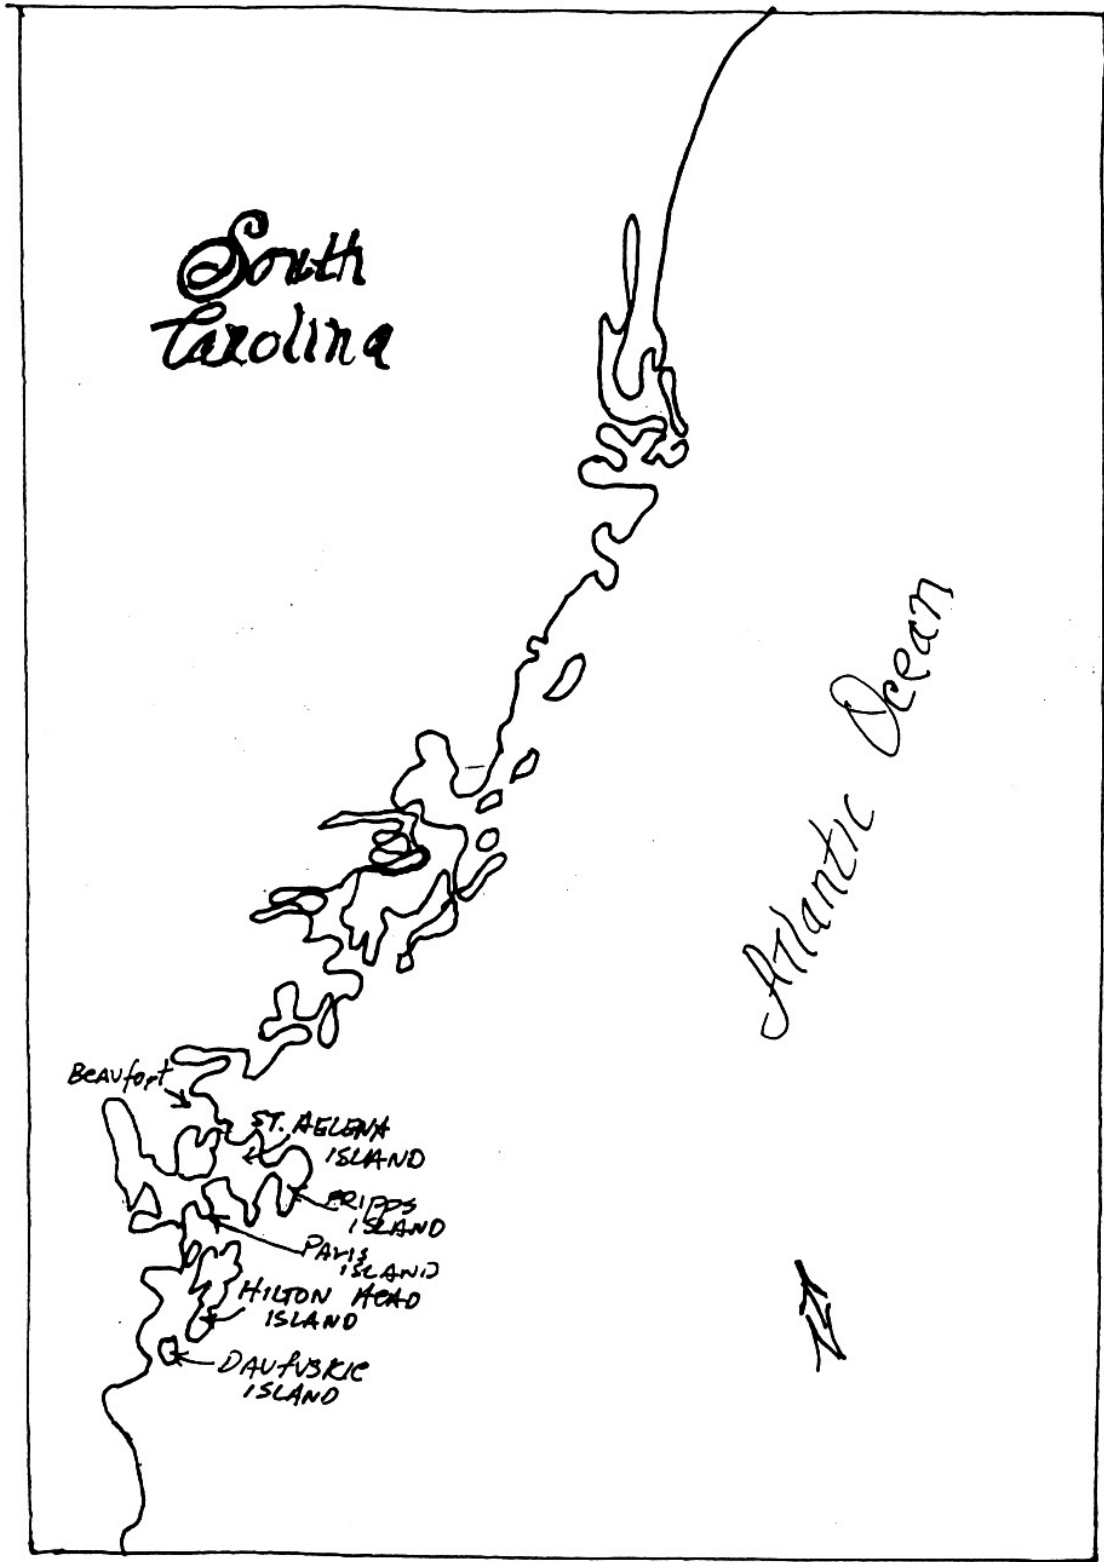 South
Carolina
Atlantic Ocean
Beaufort
ST. HELENA
ISLAND
FRIPPS
ISLAND
PARIS
ISLAND
HILTON HEAD
ISLAND
DAUFUSKIE
ISLAND
N